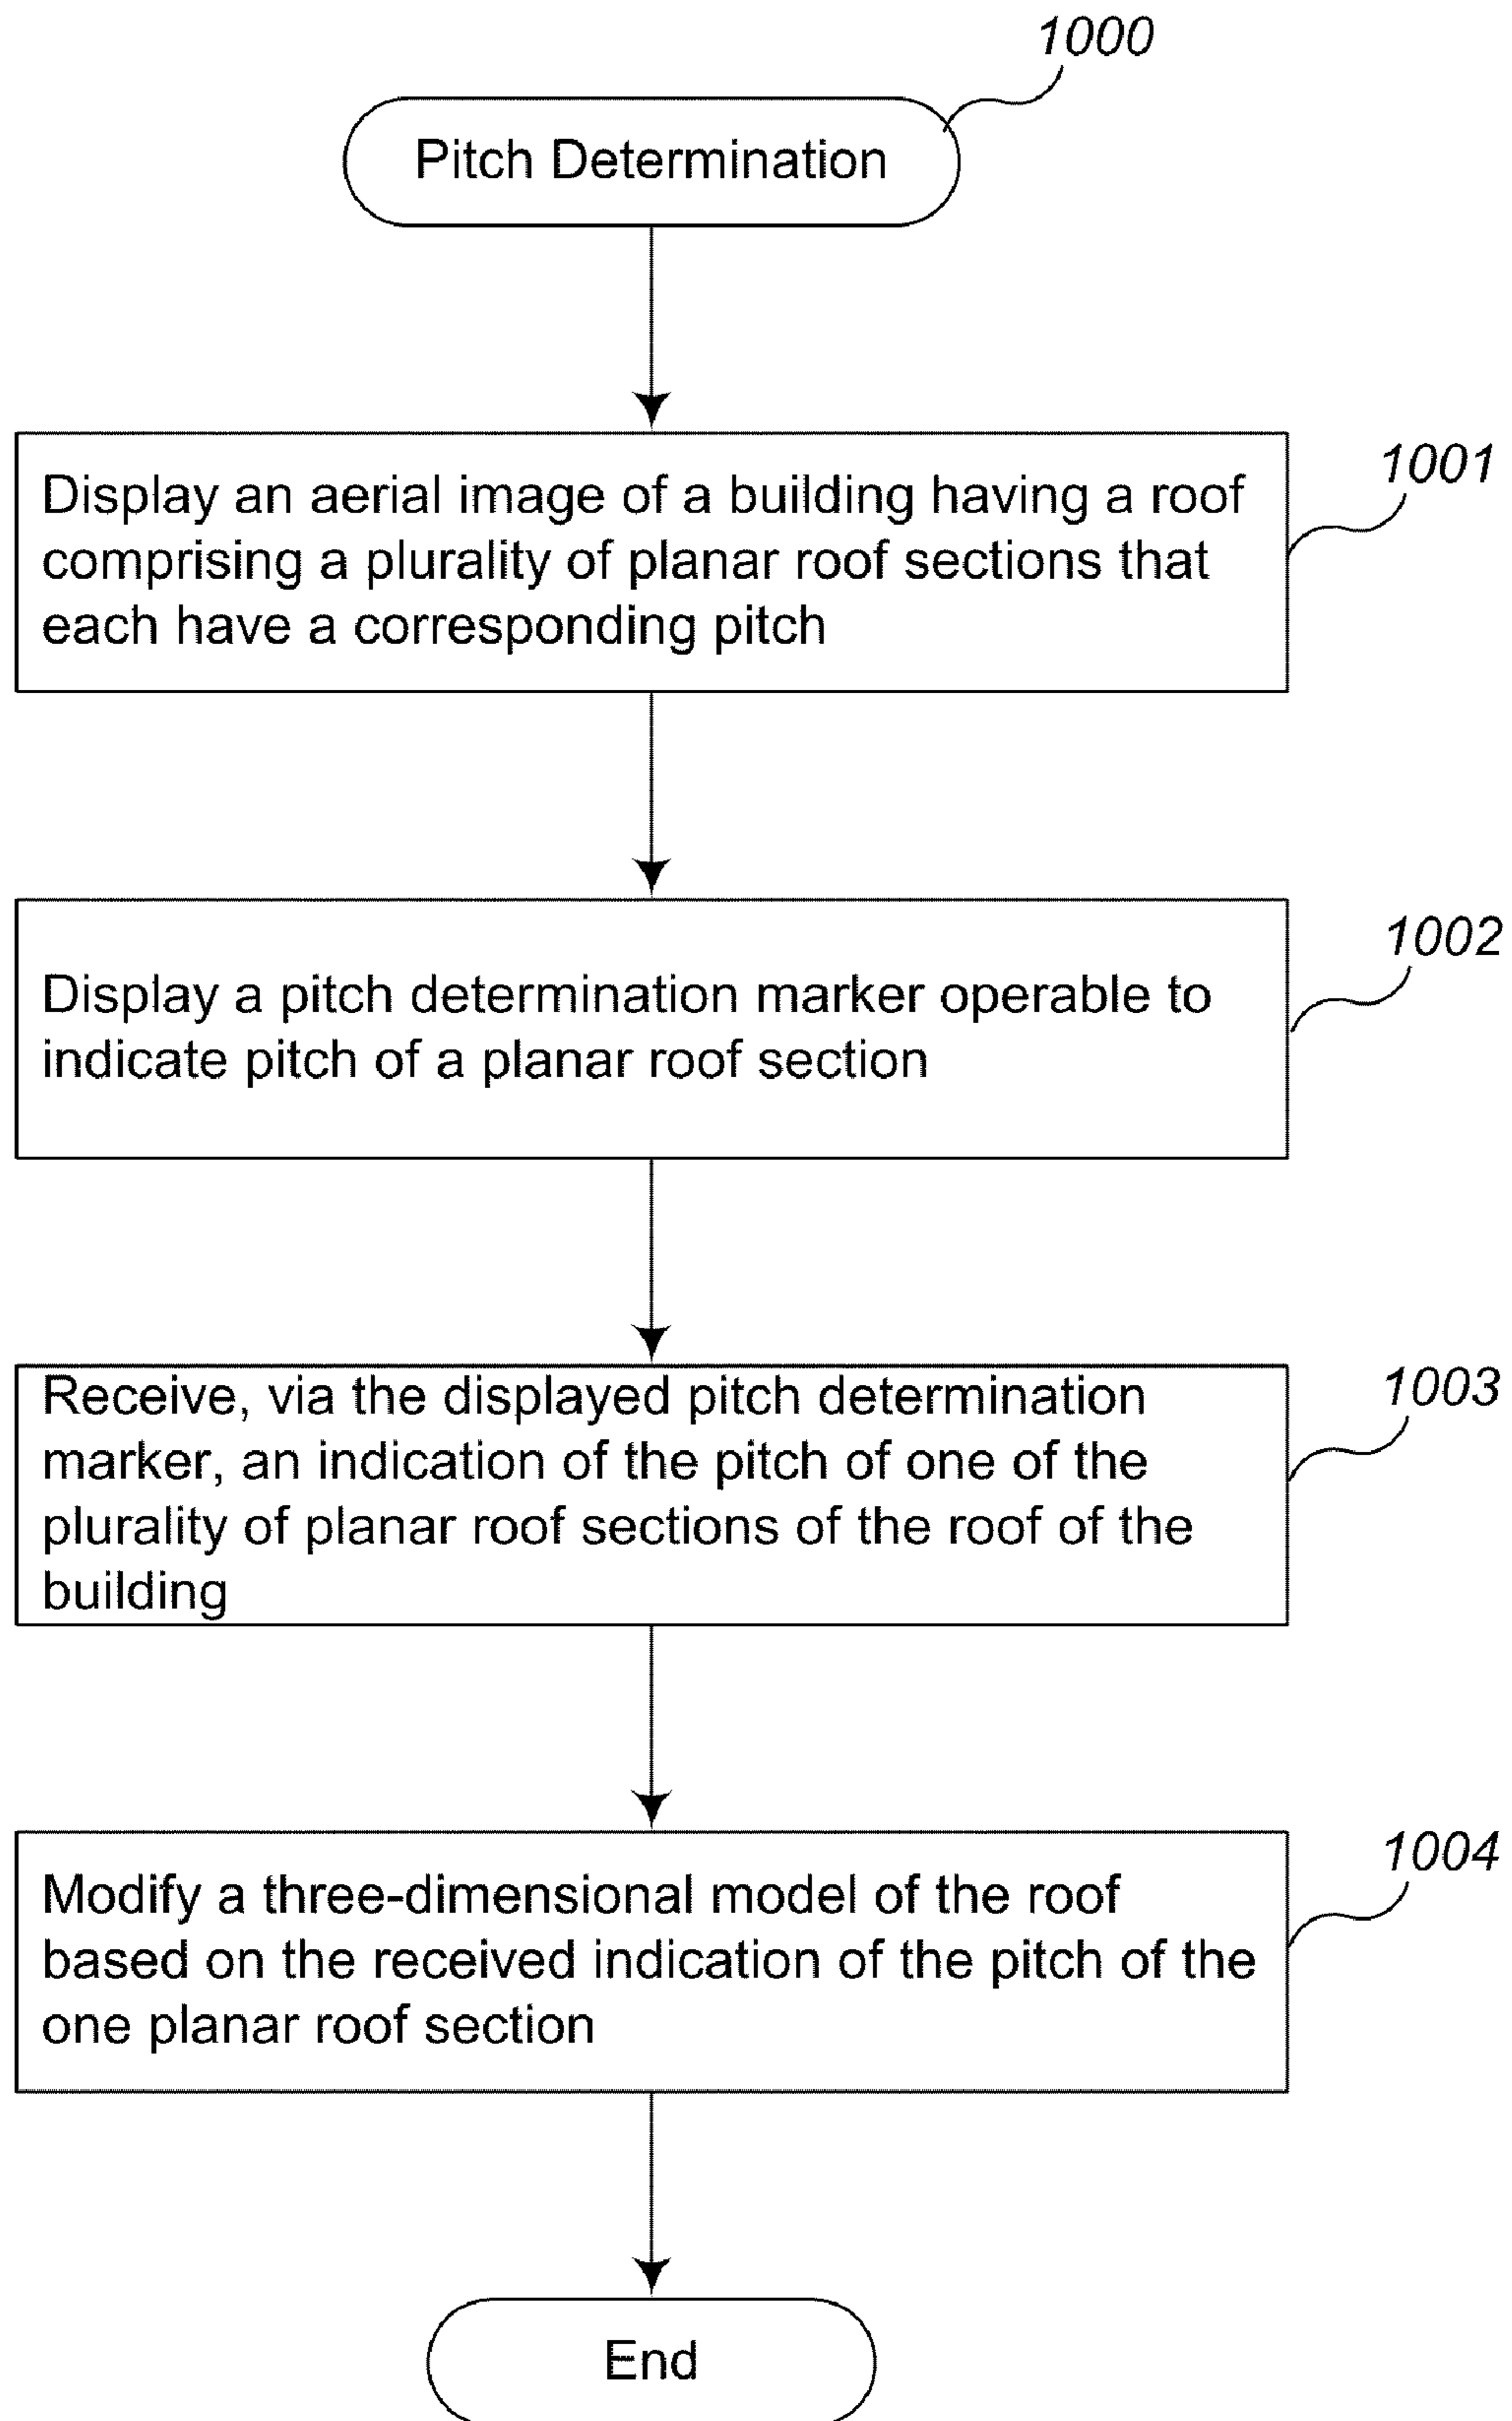 1000
Pitch Determination
1001
Display an aerial image of a building having a roof
comprising a plurality of planar roof sections that
each have a corresponding pitch
1002
Display a pitch determination marker operable to
indicate pitch of a planar roof section
1003
Receive, via the displayed pitch determination
marker, an indication of the pitch of one of the
plurality of planar roof sections of the roof of the
building
1004
Modify a three-dimensional model of the roof
based on the received indication of the pitch of the
one planar roof section
End